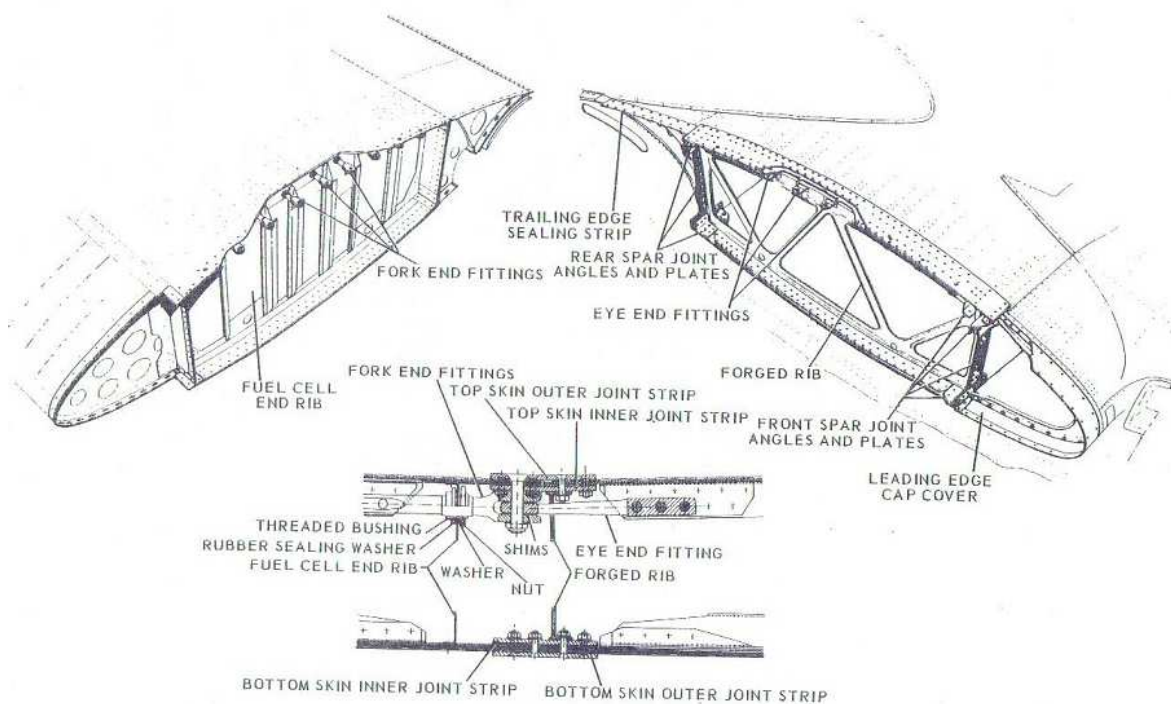 TRAILING EDGE
SEALING STRIP
FORK END FITTINGS
REAR SPAR JOINT
ANGLES AND PLATES
EYE END FITTINGS
FUEL CELL
END RIB
FORGED RIB
FORK END FITTINGS
TOP SKIN OUTER JOINT STRIP
TOP SKIN INNER JOINT STRIP
FRONT SPAR JOINT
ANGLES AND PLATES
LEADING EDGE
CAP COVER
THREADED BUSHING
RUBBER SEALING WASHER
FUEL CELL END RIB
WASHER
NUT
SHIMS
EYE END FITTING
FORGED RIB
BOTTOM SKIN INNER JOINT STRIP
BOTTOM SKIN OUTER JOINT STRIP